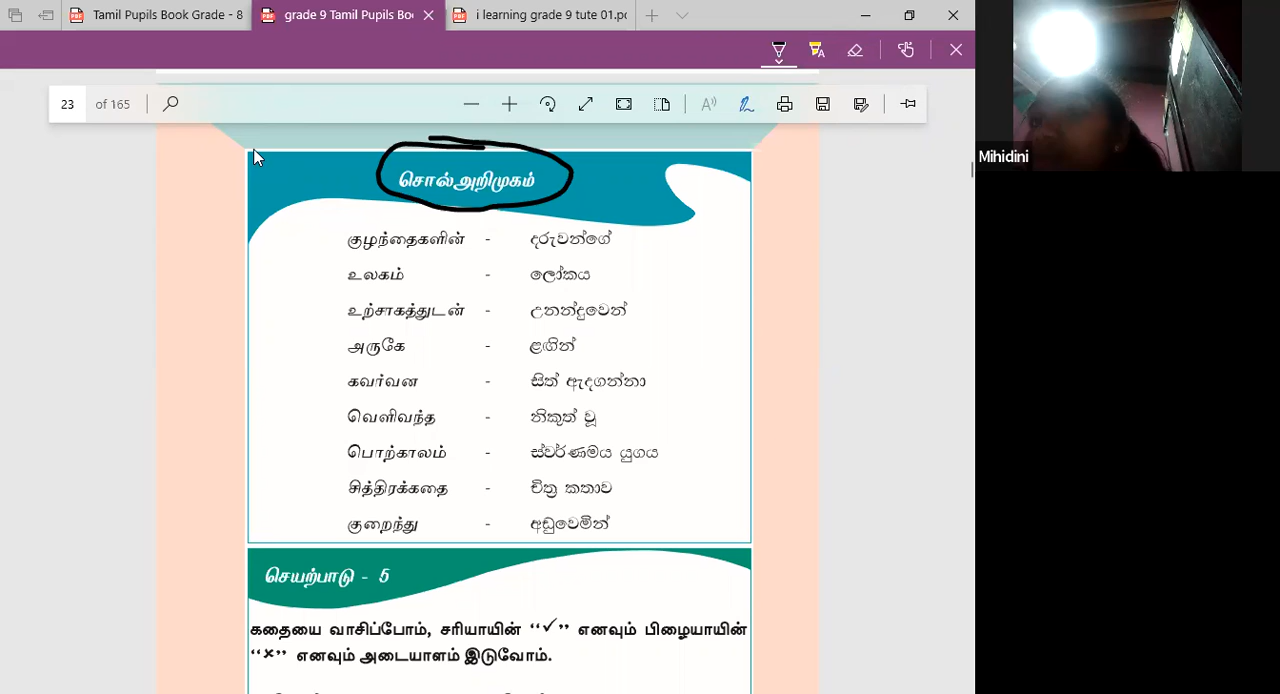 Tamil Pupils Book Grade - 8
grade 9 Tamil Pupils Boo
i learning grade 9 tute 01.pd
23 of 165
Mihidini
சொல்அறிமுகம்
குழந்தைகளின் - දරුවන්ගේ
உலகம் - ලෝකය
உற்சாகத்துடன் - උනන්දුවෙන්
அருகே - ළඟින්
கவர்வன - සිත් ඇදගන්නා
வெளிவந்த - නිකුත් වූ
பொற்காலம் - ස්වර්ණමය යුගය
சித்திரக்கதை - චිත්‍ර කතාව
குறைந்து - අඩුවෙමින්
செயற்பாடு - 5
கதையை வாசிப்போம், சரியாயின் “✓” எனவும் பிழையாயின்
“×” எனவும் அடையாளம் இடுவோம்.